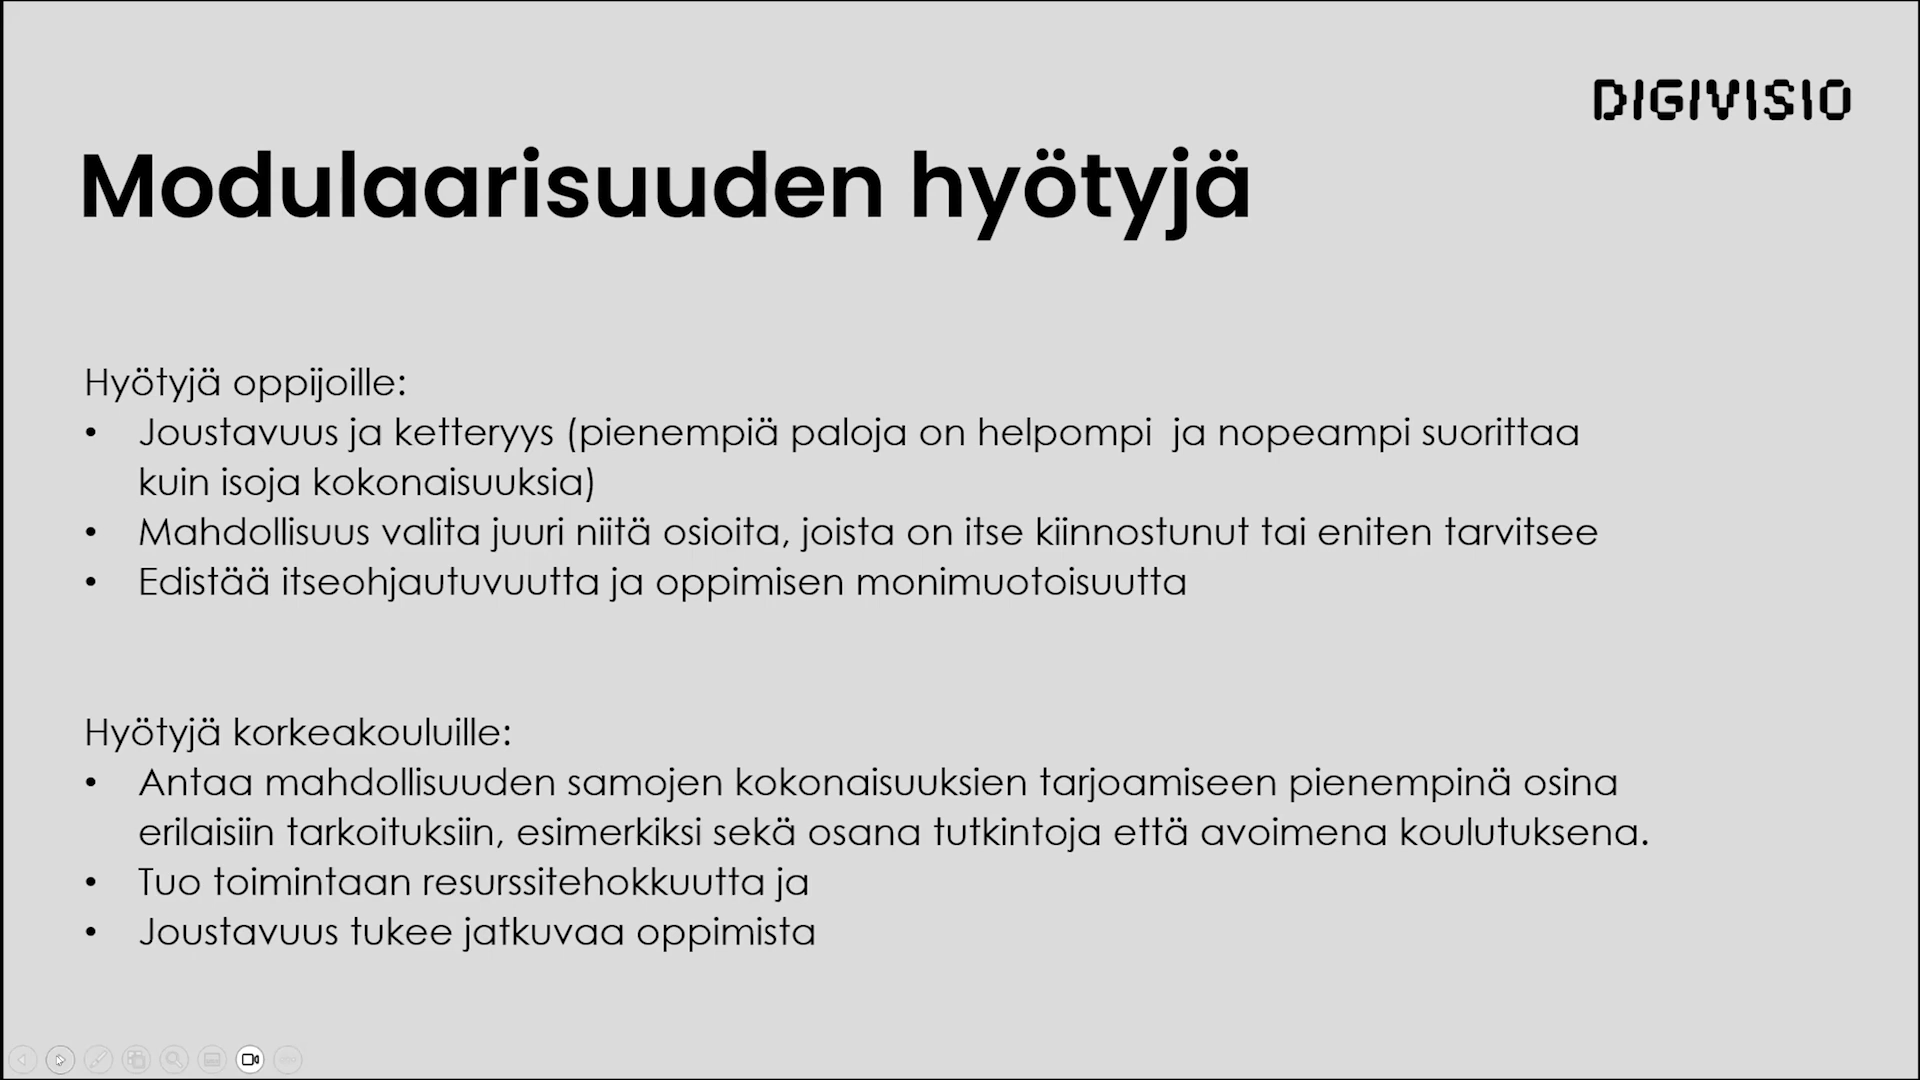 DIGIVISIO
Modulaarisuuden hyötyjä
Hyötyjä oppijoille:
• Joustavuus ja ketteryys (pienempiä paloja on helpompi  ja nopeampi suorittaa
kuin isoja kokonaisuuksia)
• Mahdollisuus valita juuri niitä osioita, joista on itse kiinnostunut tai eniten tarvitsee
• Edistää itseohjautuvuutta ja oppimisen monimuotoisuutta
Hyötyjä korkeakouluille:
• Antaa mahdollisuuden samojen kokonaisuuksien tarjoamiseen pienempinä osina
erilaisiin tarkoituksiin, esimerkiksi sekä osana tutkintoja että avoimena koulutuksena.
• Tuo toimintaan resurssitehokkuutta ja
• Joustavuus tukee jatkuvaa oppimista